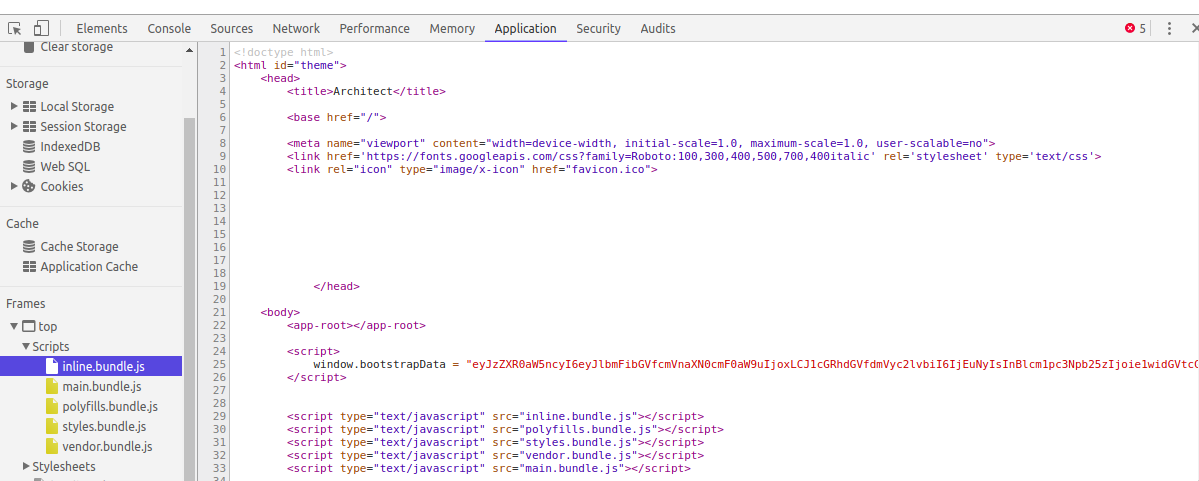 Elements Console Sources Network Performance Memory Application Security Audits 5
Clear storage
Storage
Local Storage
Session Storage
IndexedDB
Web SQL
Cookies
Cache
Cache Storage
Application Cache
Frames
top
Scripts
inline.bundle.js
main.bundle.js
polyfills.bundle.js
styles.bundle.js
vendor.bundle.js
Stylesheets
1 <!doctype html>
2 <html id="theme">
3 <head>
4 <title>Architect</title>
5
6 <base href="/">
7
8 <meta name="viewport" content="width=device-width, initial-scale=1.0, maximum-scale=1.0, user-scalable=no">
9 <link href='https://fonts.googleapis.com/css?family=Roboto:100,300,400,500,700,400italic' rel='stylesheet' type='text/css'>
10 <link rel="icon" type="image/x-icon" href="favicon.ico">
11
12
13
14
15
16
17
18
19 </head>
20
21 <body>
22 <app-root></app-root>
23
24 <script>
25 window.bootstrapData = "eyJzZXR0aW5ncyI6eyJlbmFibGVfcmVnaXN0cmF0aW9uIjoxLCJ1cGRhdGVfdmVyc2lvbiI6IjEuNyIsInBlcm1pc3Npb25zIjoie1widGVtcG
26 </script>
27
28
29 <script type="text/javascript" src="inline.bundle.js"></script>
30 <script type="text/javascript" src="polyfills.bundle.js"></script>
31 <script type="text/javascript" src="styles.bundle.js"></script>
32 <script type="text/javascript" src="vendor.bundle.js"></script>
33 <script type="text/javascript" src="main.bundle.js"></script>
34